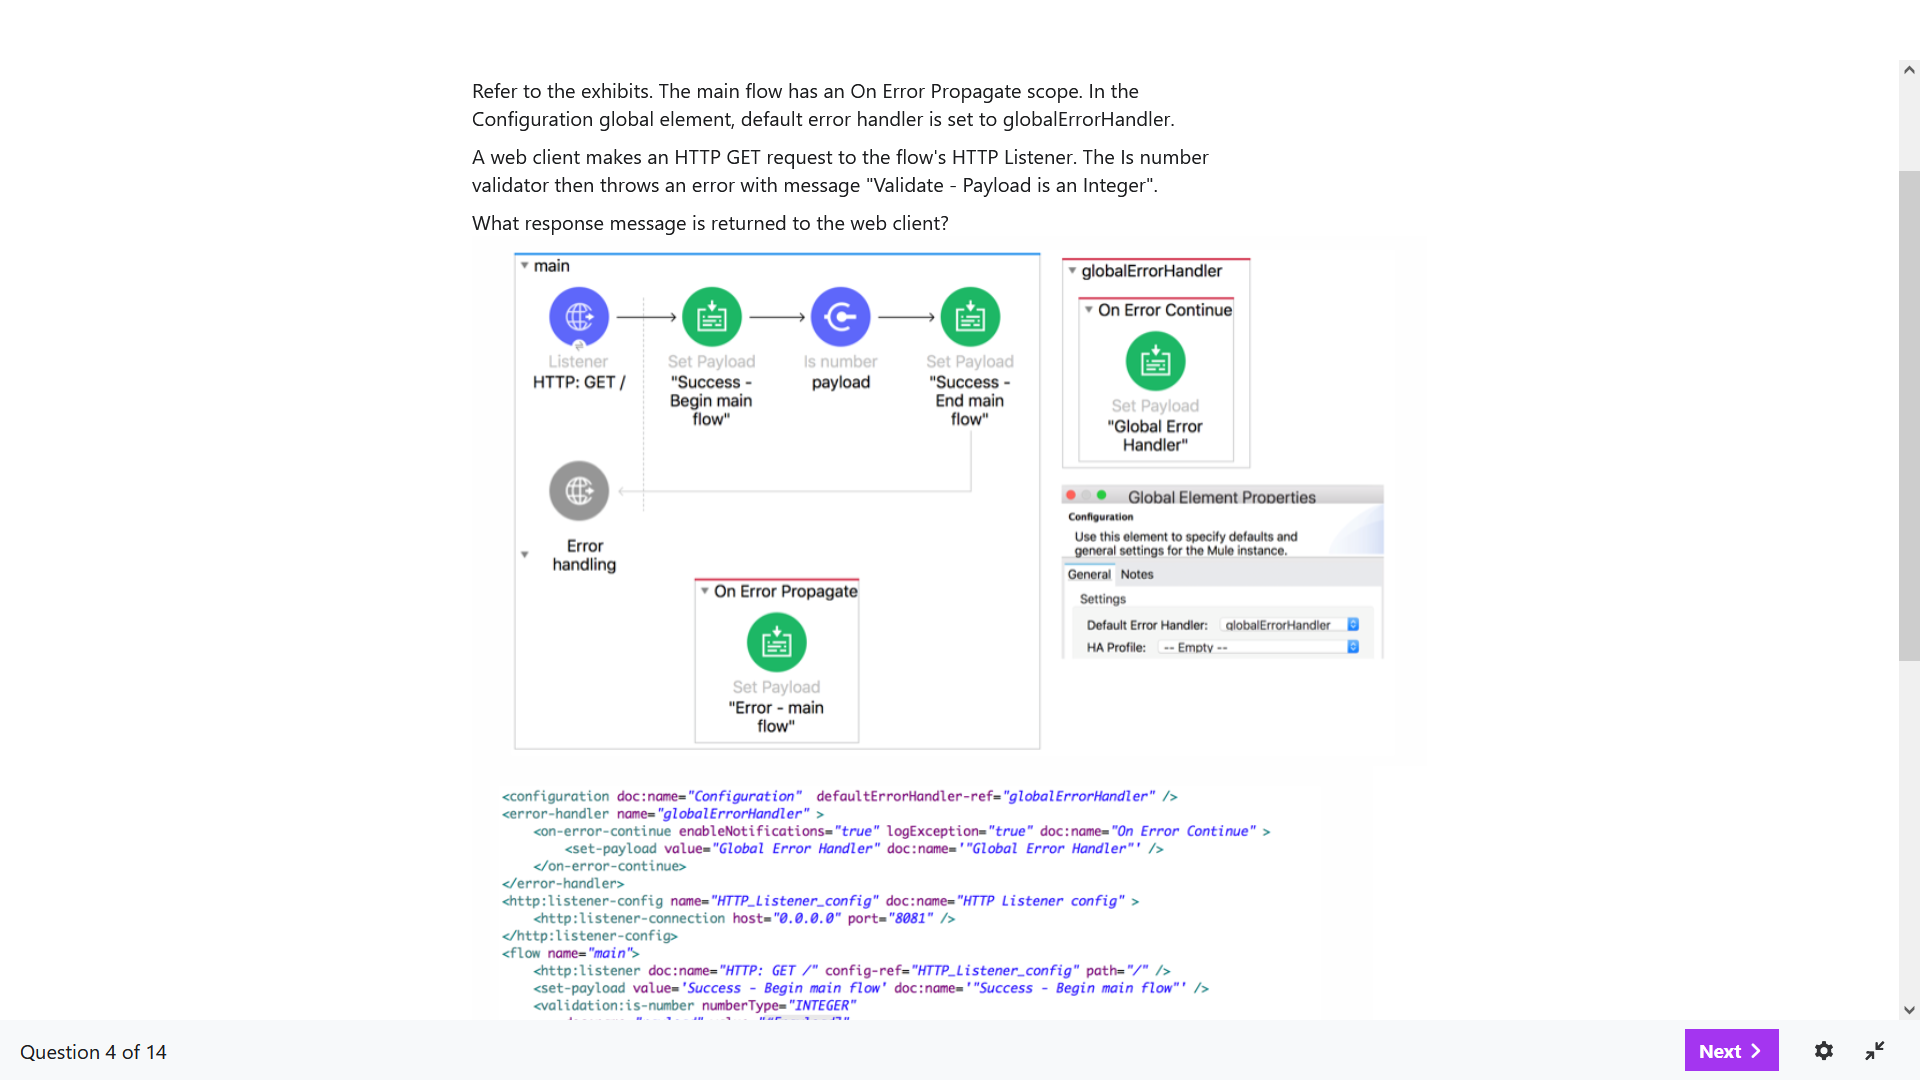 Refer to the exhibits. The main flow has an On Error Propagate scope. In the
Configuration global element, default error handler is set to globalErrorHandler.
A web client makes an HTTP GET request to the flow's HTTP Listener. The Is number
validator then throws an error with message "Validate - Payload is an Integer".
What response message is returned to the web client?
main
Listener
HTTP: GET /
Set Payload
"Success -
Begin main
flow"
Is number
payload
Set Payload
"Success -
End main
flow"
Error
handling
On Error Propagate
Set Payload
"Error - main
flow"
globalErrorHandler
On Error Continue
Set Payload
"Global Error
Handler"
Global Element Properties
Configuration
Use this element to specify defaults and
general settings for the Mule instance.
General Notes
Settings
Default Error Handler: globalErrorHandler
HA Profile: -- Empty --
<configuration doc:name="Configuration" defaultErrorHandler-ref="globalErrorHandler" />
<error-handler name="globalErrorHandler" >
<on-error-continue enableNotifications="true" logException="true" doc:name="On Error Continue" >
<set-payload value="Global Error Handler" doc:name='"Global Error Handler"' />
</on-error-continue>
</error-handler>
<http:listener-config name="HTTP_Listener_config" doc:name="HTTP Listener config" >
<http:listener-connection host="0.0.0.0" port="8081" />
</http:listener-config>
<flow name="main">
<http:listener doc:name="HTTP: GET /" config-ref="HTTP_Listener_config" path="/" />
<set-payload value='Success - Begin main flow' doc:name='"Success - Begin main flow"' />
<validation:is-number numberType="INTEGER"
Question 4 of 14
Next